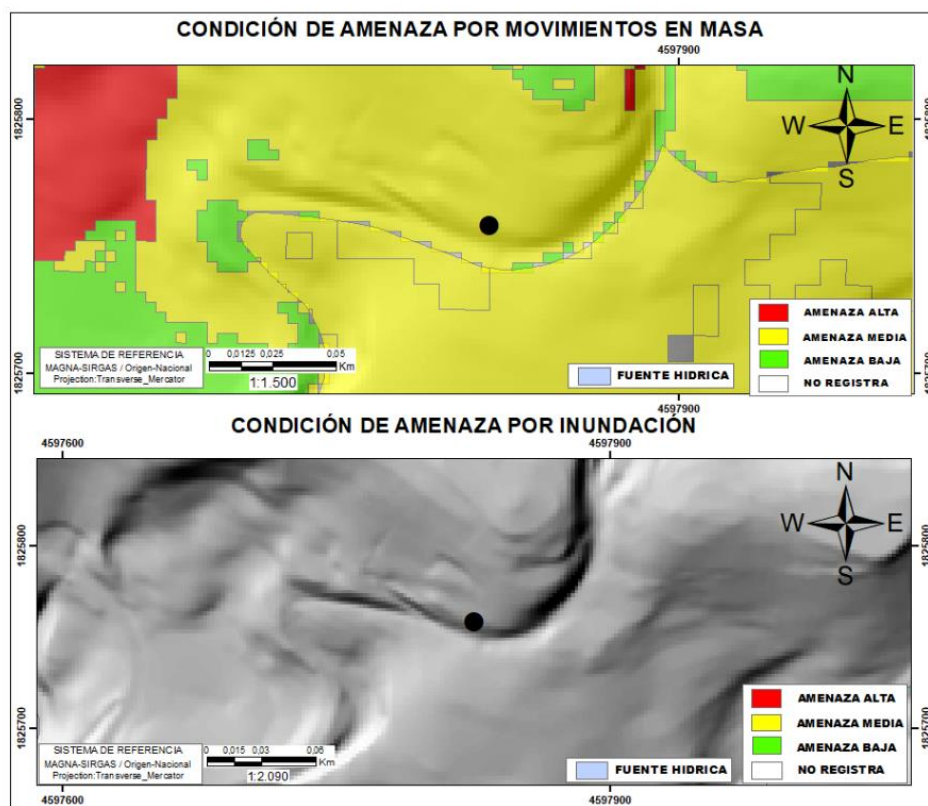 CONDICIÓN DE AMENAZA POR MOVIMIENTOS EN MASA
4597900
1825800
1825800
N
W E
S
AMENAZA ALTA
AMENAZA MEDIA
AMENAZA BAJA
NO REGISTRA
SISTEMA DE REFERENCIA
MAGNA-SIRGAS / Origen-Nacional
Projection:Transverse_Mercator
0 0,0125 0,025 0,05
Km
1:1.500
FUENTE HIDRICA
1825700
1825700
4597900
CONDICIÓN DE AMENAZA POR INUNDACIÓN
4597600 4597900
N
W E
S
1825800
1825800
AMENAZA ALTA
AMENAZA MEDIA
AMENAZA BAJA
NO REGISTRA
1825700
1825700
SISTEMA DE REFERENCIA
MAGNA-SIRGAS / Origen-Nacional
Projection:Transverse_Mercator
0 0,015 0,03 0,06
Km
1:2.090
FUENTE HIDRICA
4597600 4597900